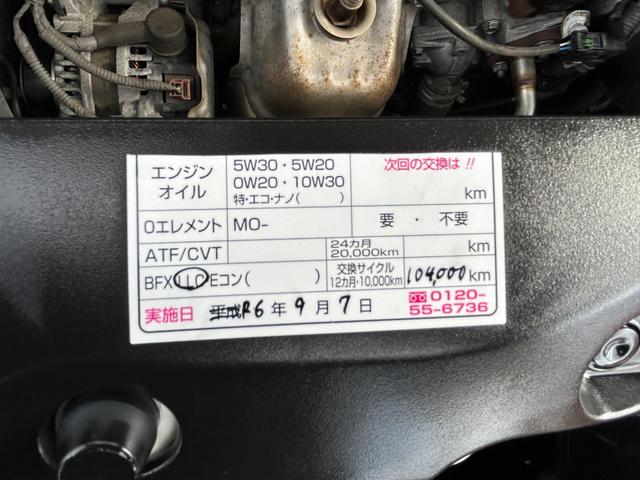 エンジンオイル 5W30・5W20 次回の交換は!!
0W20・10W30
特・エコ・ナノ( ) km
Oエレメント MO- 要・不要
ATF/CVT 24カ月 20,000km km
BFX LLC Eコン( ) 交換サイクル 12カ月・10,000km 104,000 km
実施日 平成R6年9月7日 0120-
55-6736